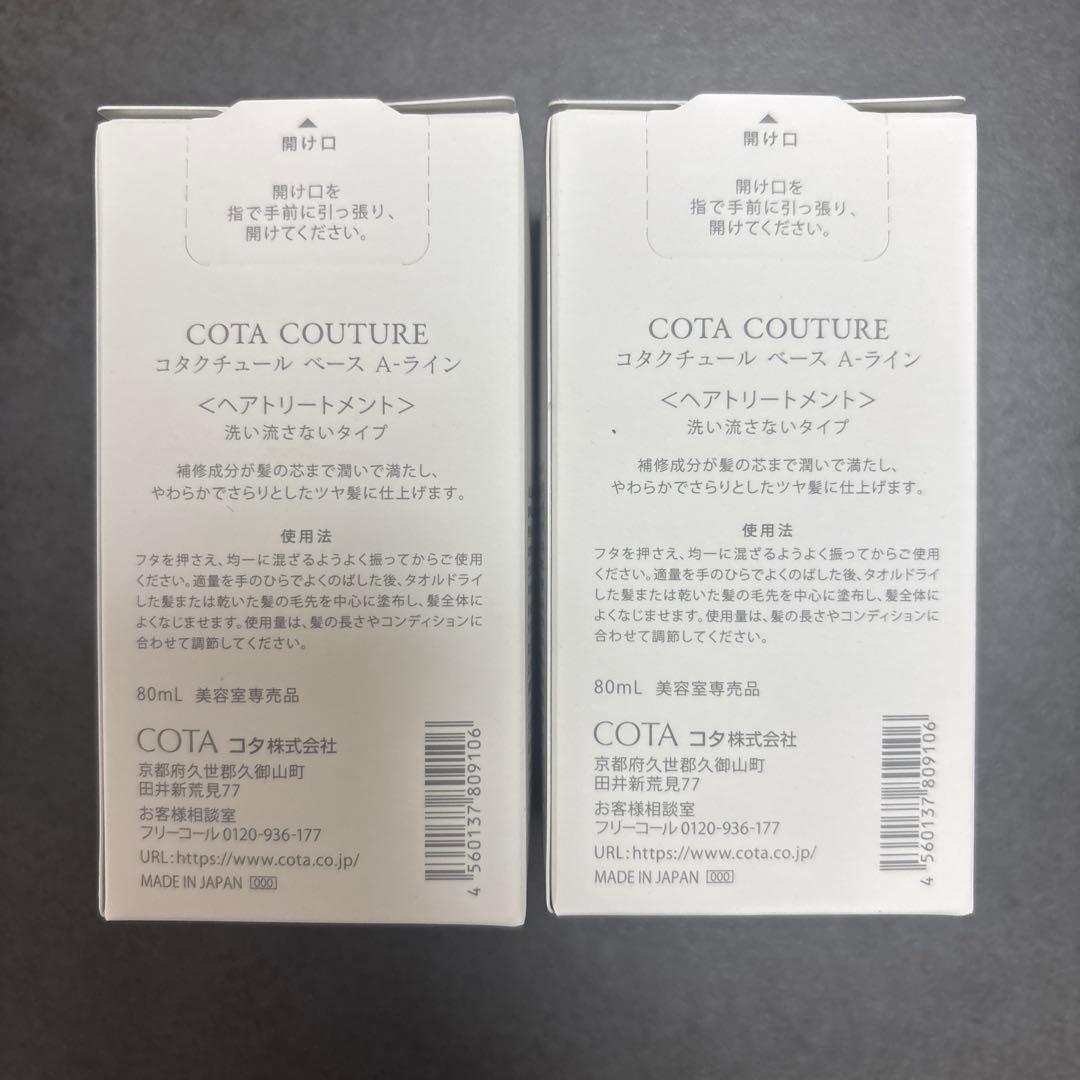 ▲
開け口
開け口を
指で手前に引っ張り、
開けてください。
COTA COUTURE
コタクチュール ベース A-ライン
＜ヘアトリートメント＞
洗い流さないタイプ
補修成分が髪の芯まで潤いで満たし、
やわらかでさらりとしたツヤ髪に仕上げます。
使用法
フタを押さえ、均一に混ざるようよく振ってからご使用
ください。適量を手のひらでよくのばした後、タオルドライ
した髪または乾いた髪の毛先を中心に塗布し、髪全体に
よくなじませます。使用量は、髪の長さやコンディションに
合わせて調節してください。
80mL 美容室専売品
COTA コタ株式会社
京都府久世郡久御山町
田井新荒見77
お客様相談室
フリーコール 0120-936-177
URL:https://www.cota.co.jp/
MADE IN JAPAN 000
4 560137 809106
▲
開け口
開け口を
指で手前に引っ張り、
開けてください。
COTA COUTURE
コタクチュール ベース A-ライン
＜ヘアトリートメント＞
洗い流さないタイプ
補修成分が髪の芯まで潤いで満たし、
やわらかでさらりとしたツヤ髪に仕上げます。
使用法
フタを押さえ、均一に混ざるようよく振ってからご使用
ください。適量を手のひらでよくのばした後、タオルドライ
した髪または乾いた髪の毛先を中心に塗布し、髪全体に
よくなじませます。使用量は、髪の長さやコンディションに
合わせて調節してください。
80mL 美容室専売品
COTA コタ株式会社
京都府久世郡久御山町
田井新荒見77
お客様相談室
フリーコール 0120-936-177
URL:https://www.cota.co.jp/
MADE IN JAPAN 000
4 560137 809106